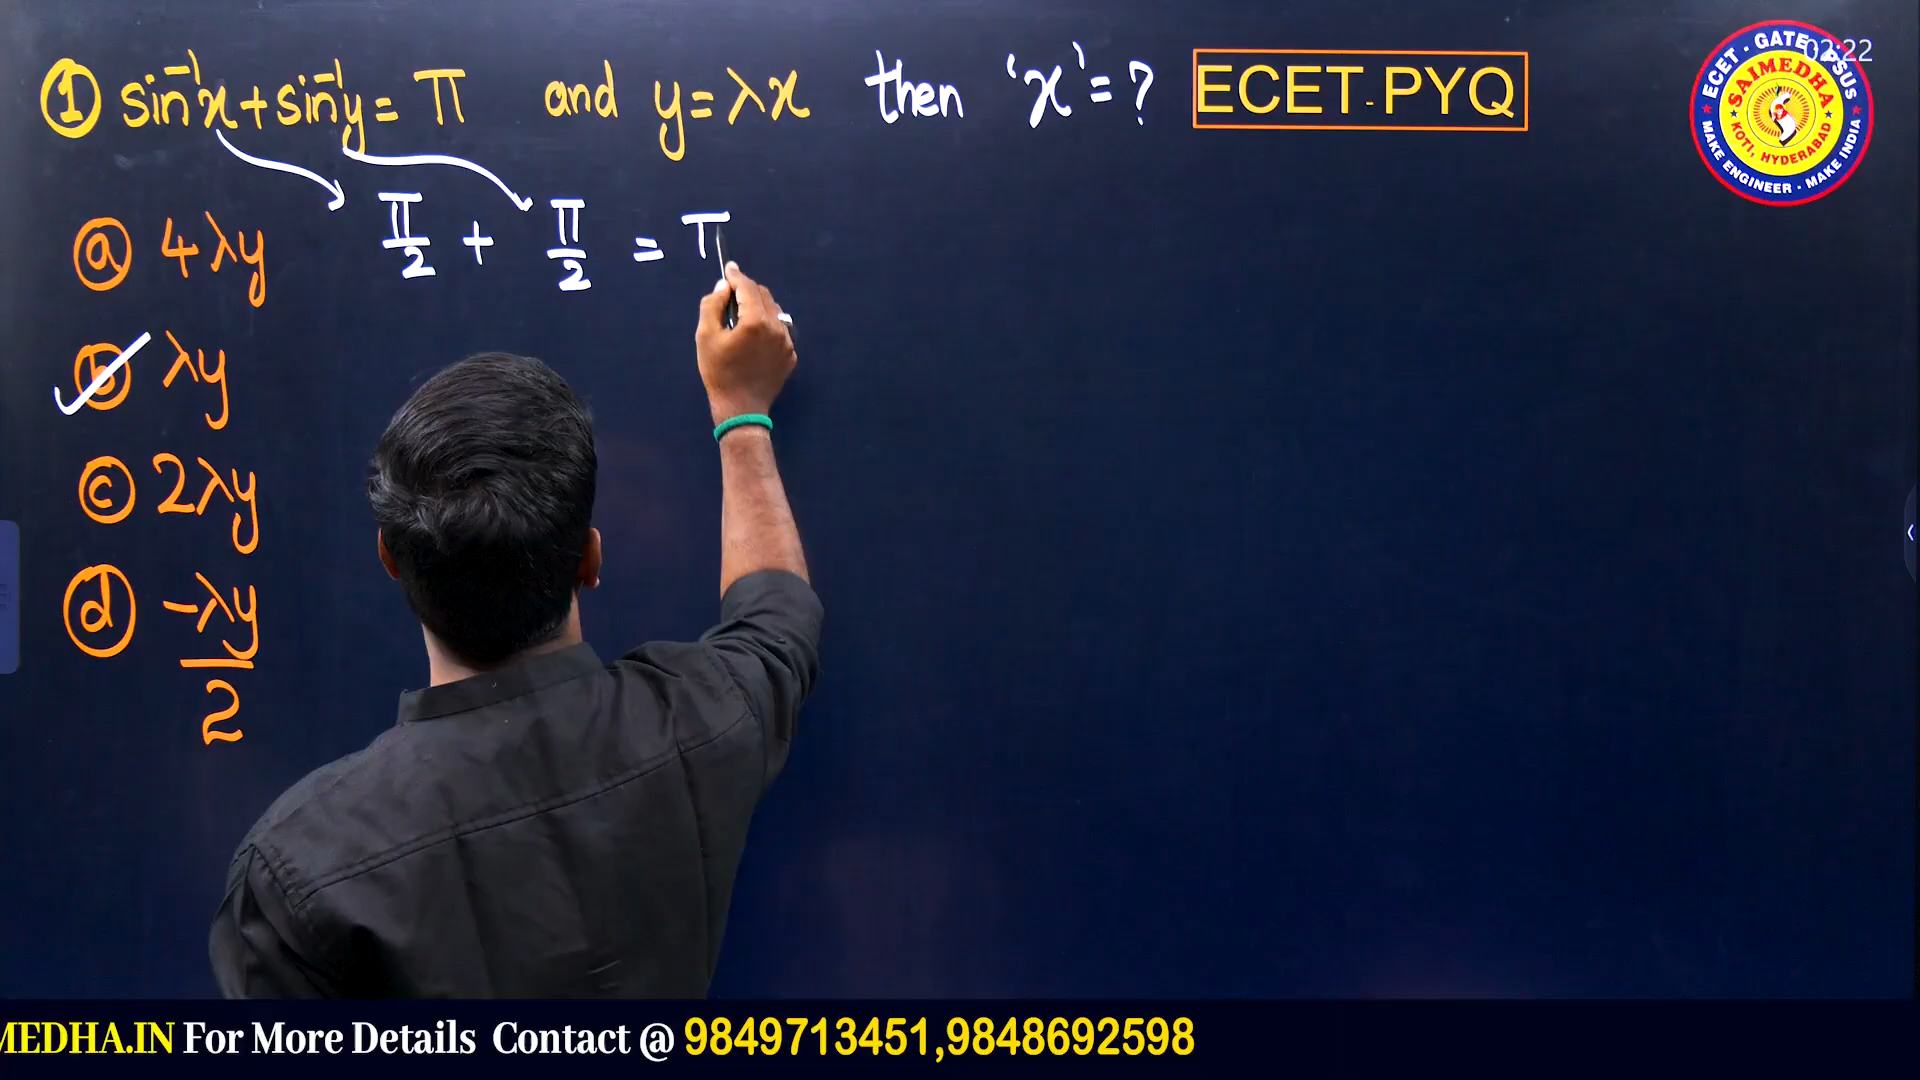 ① sin⁻¹x + sin⁻¹y = π and y = λx then 'x' = ? ECET-PYQ
π/2 + π/2 = π
ⓐ 4λy
ⓑ λy
ⓒ 2λy
ⓓ -λy/2
ECET - GATE - PSUs
SAIMEDHA
KOTI, HYDERABAD
MAKE ENGINEER - MAKE INDIA
02:22
MEDHA.IN For More Details Contact @ 9849713451,9848692598